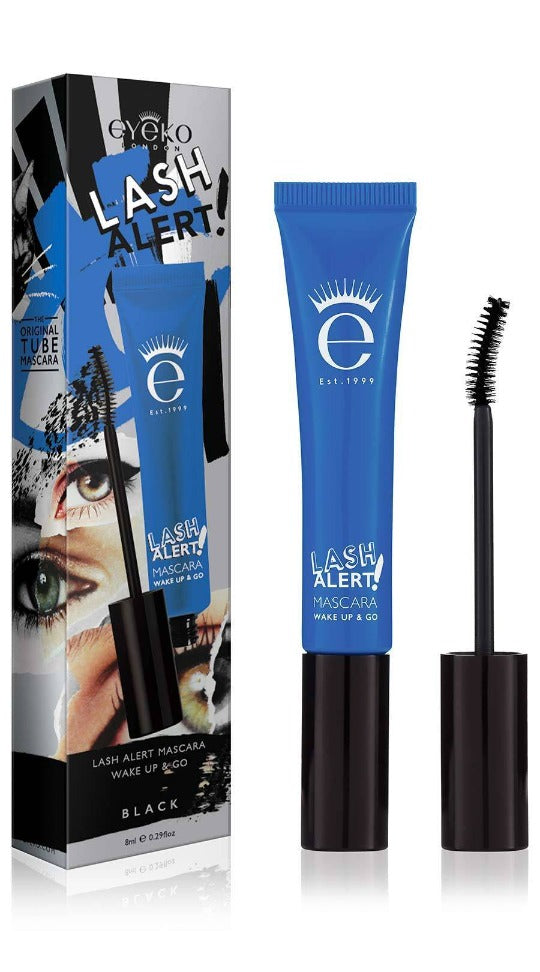 eyeko
LONDON
LASH
ALERT!
THE
ORIGINAL
TUBE
MASCARA
e
Est.1999
LASH
ALERT!
MASCARA
WAKE UP & GO
LASH ALERT MASCARA
WAKE UP & GO
BLACK
8ml e 0.29floz
e
Est.1999
LASH
ALERT!
MASCARA
WAKE UP & GO